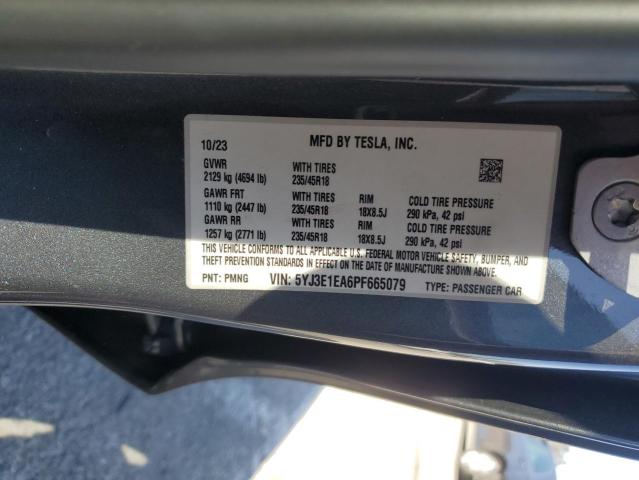 10/23 MFD BY TESLA, INC.
GVWR WITH TIRES
2129 kg (4694 lb) 235/45R18
GAWR FRT WITH TIRES RIM COLD TIRE PRESSURE
1110 kg (2447 lb) 235/45R18 18X8.5J 290 kPa, 42 psi
GAWR RR WITH TIRES RIM COLD TIRE PRESSURE
1257 kg (2771 lb) 235/45R18 18X8.5J 290 kPa, 42 psi
THIS VEHICLE CONFORMS TO ALL APPLICABLE U.S. FEDERAL MOTOR VEHICLE SAFETY, BUMPER, AND
THEFT PREVENTION STANDARDS IN EFFECT ON THE DATE OF MANUFACTURE SHOWN ABOVE.
PNT: PMNG VIN: 5YJ3E1EA6PF665079 TYPE: PASSENGER CAR